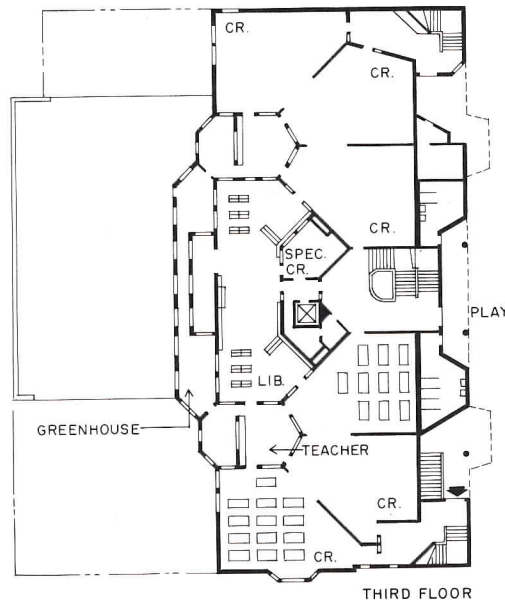 CR.
CR.
CR.
SPEC.
CR.
PLAY
LIB.
GREENHOUSE
TEACHER
CR.
CR.
THIRD FLOOR